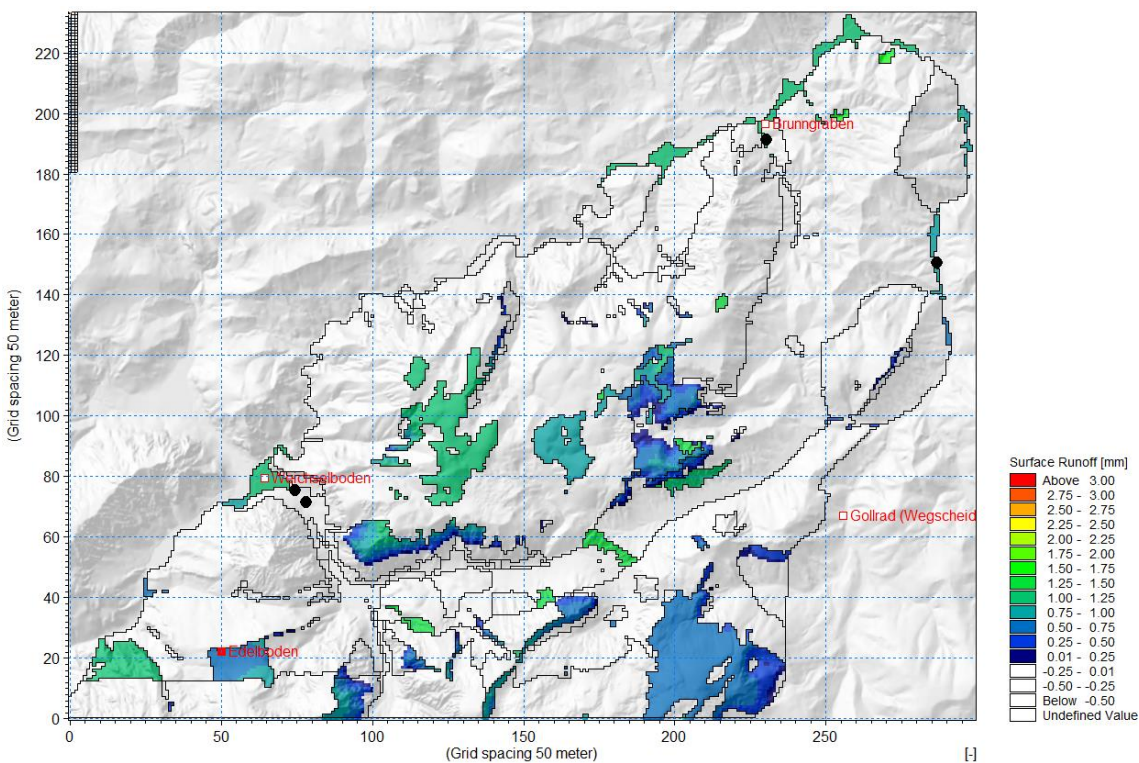 220
200
180
160
140
120
100
80
60
40
20
0
(Grid spacing 50 meter)
Brunngraben
Weichselboden
Gollrad (Wegscheid
Edelboden
0 50 100 150 200 250
(Grid spacing 50 meter) [-]
Surface Runoff [mm]
Above 3.00
2.75 - 3.00
2.50 - 2.75
2.25 - 2.50
2.00 - 2.25
1.75 - 2.00
1.50 - 1.75
1.25 - 1.50
1.00 - 1.25
0.75 - 1.00
0.50 - 0.75
0.25 - 0.50
0.01 - 0.25
-0.25 - 0.01
-0.50 - -0.25
Below -0.50
Undefined Value